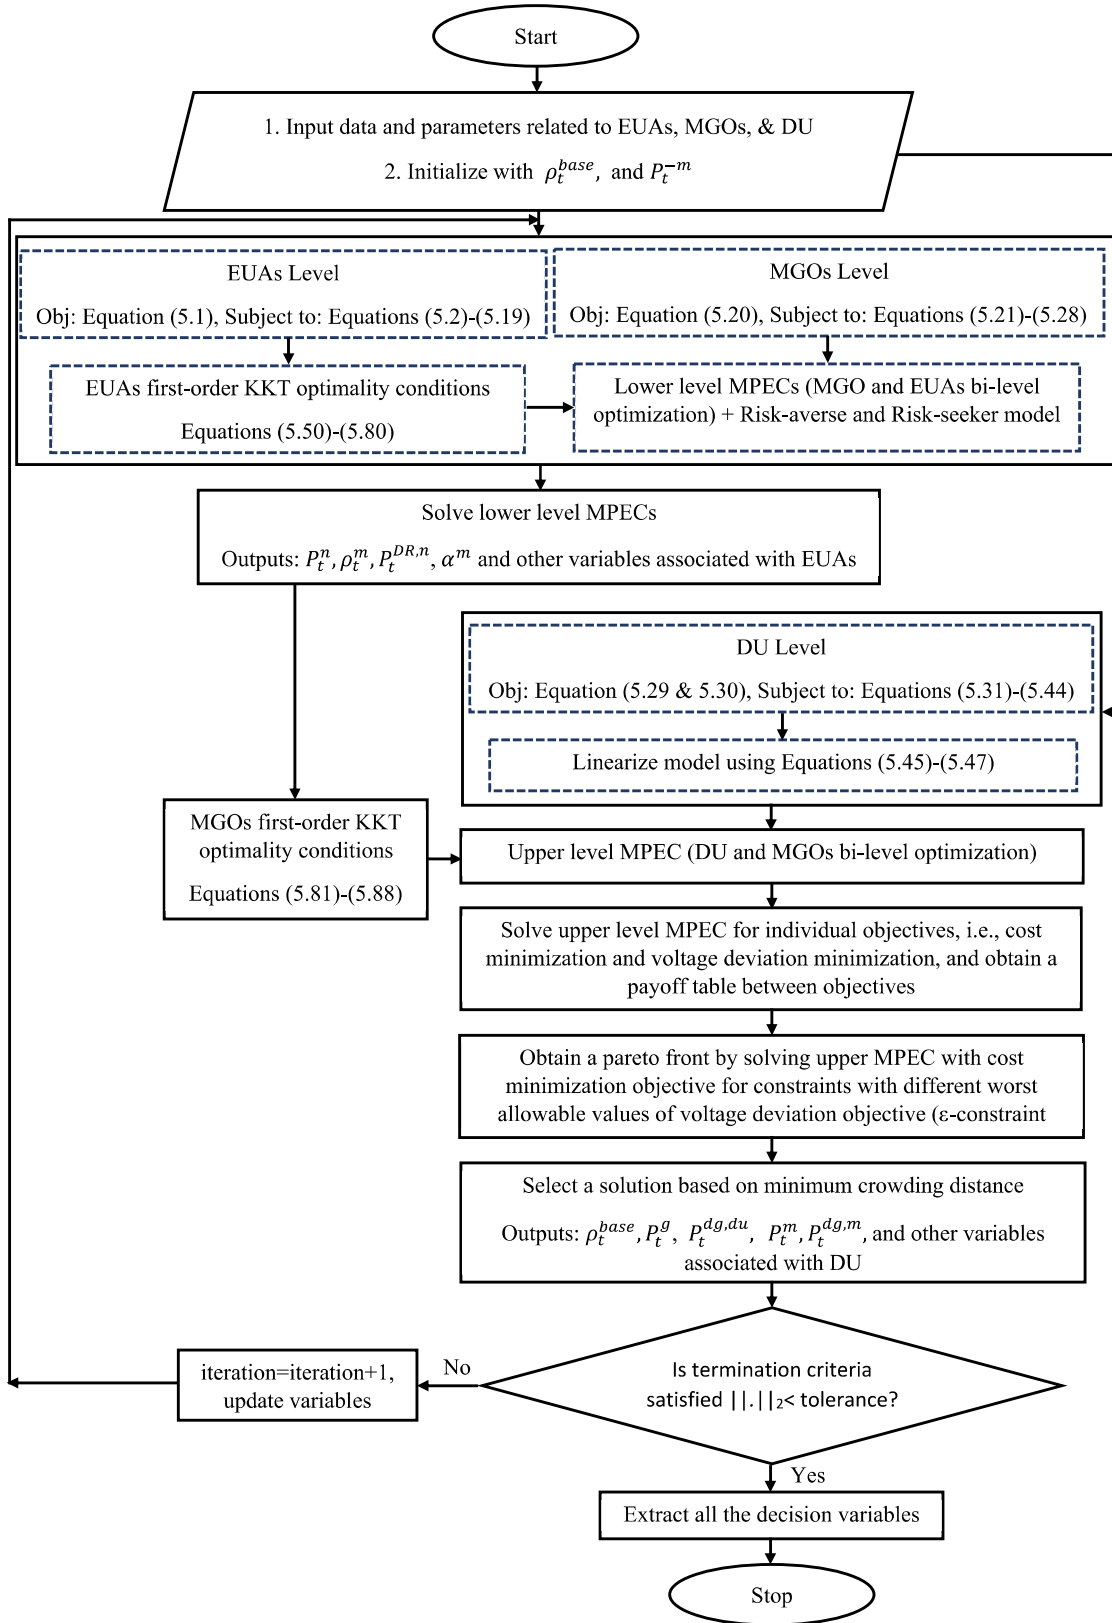 Start
1. Input data and parameters related to EUAs, MGOs, & DU
2. Initialize with ρ_t^{base}, and P_t^{-m}
EUAs Level
Obj: Equation (5.1), Subject to: Equations (5.2)-(5.19)
MGOs Level
Obj: Equation (5.20), Subject to: Equations (5.21)-(5.28)
EUAs first-order KKT optimality conditions
Equations (5.50)-(5.80)
Lower level MPECs (MGO and EUAs bi-level
optimization) + Risk-averse and Risk-seeker model
Solve lower level MPECs
Outputs: P_t^n, ρ_t^m, P_t^{DR,n}, α^m and other variables associated with EUAs
DU Level
Obj: Equation (5.29 & 5.30), Subject to: Equations (5.31)-(5.44)
Linearize model using Equations (5.45)-(5.47)
MGOs first-order KKT
optimality conditions
Equations (5.81)-(5.88)
Upper level MPEC (DU and MGOs bi-level optimization)
Solve upper level MPEC for individual objectives, i.e., cost
minimization and voltage deviation minimization, and obtain a
payoff table between objectives
Obtain a pareto front by solving upper MPEC with cost
minimization objective for constraints with different worst
allowable values of voltage deviation objective (ε-constraint
Select a solution based on minimum crowding distance
Outputs: ρ_t^{base}, P_t^g, P_t^{dg,du}, P_t^m, P_t^{dg,m}, and other variables
associated with DU
Is termination criteria
satisfied ||.||₂< tolerance?
No
iteration=iteration+1,
update variables
Yes
Extract all the decision variables
Stop